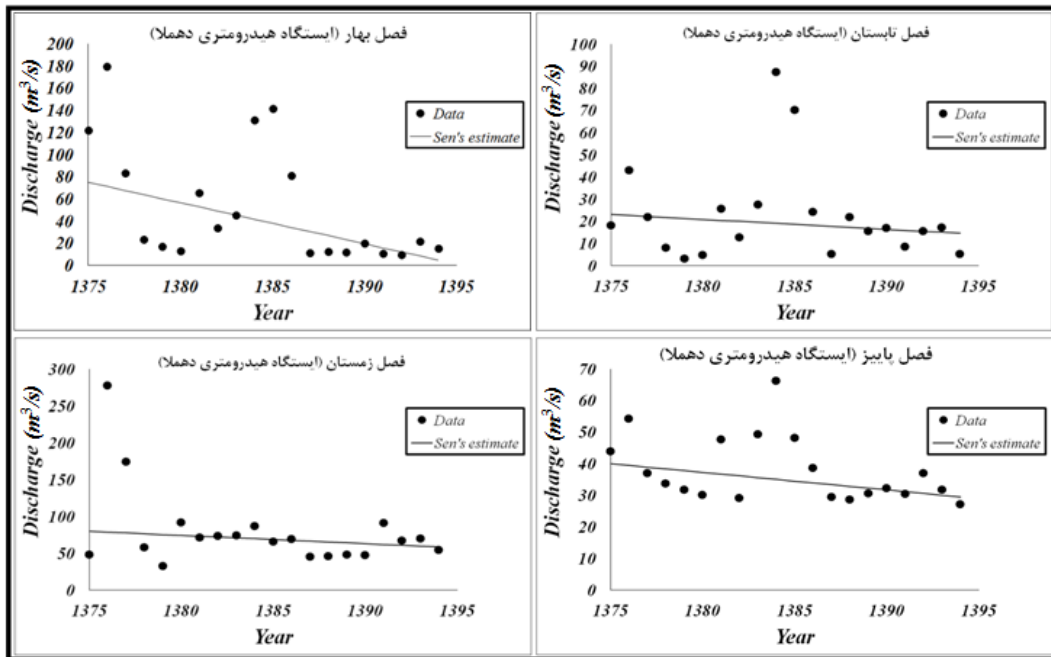 فصل بهار (ایستگاه هیدرومتری دهملا)
Discharge (m³/s)
200
180
160
140
120
100
80
60
40
20
0
Data
Sen's estimate
1375 1380 1385 1390 1395
Year
فصل تابستان (ایستگاه هیدرومتری دهملا)
Discharge (m³/s)
100
90
80
70
60
50
40
30
20
10
0
Data
Sen's estimate
1375 1380 1385 1390 1395
Year
فصل زمستان (ایستگاه هیدرومتری دهملا)
Discharge (m³/s)
300
250
200
150
100
50
0
Data
Sen's estimate
1375 1380 1385 1390 1395
Year
فصل پاییز (ایستگاه هیدرومتری دهملا)
Discharge (m³/s)
70
60
50
40
30
20
10
0
Data
Sen's estimate
1375 1380 1385 1390 1395
Year